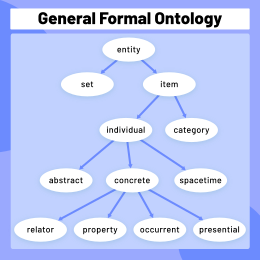 General Formal Ontology
entity
set
item
individual
category
abstract
concrete
spacetime
relator
property
occurrent
presential